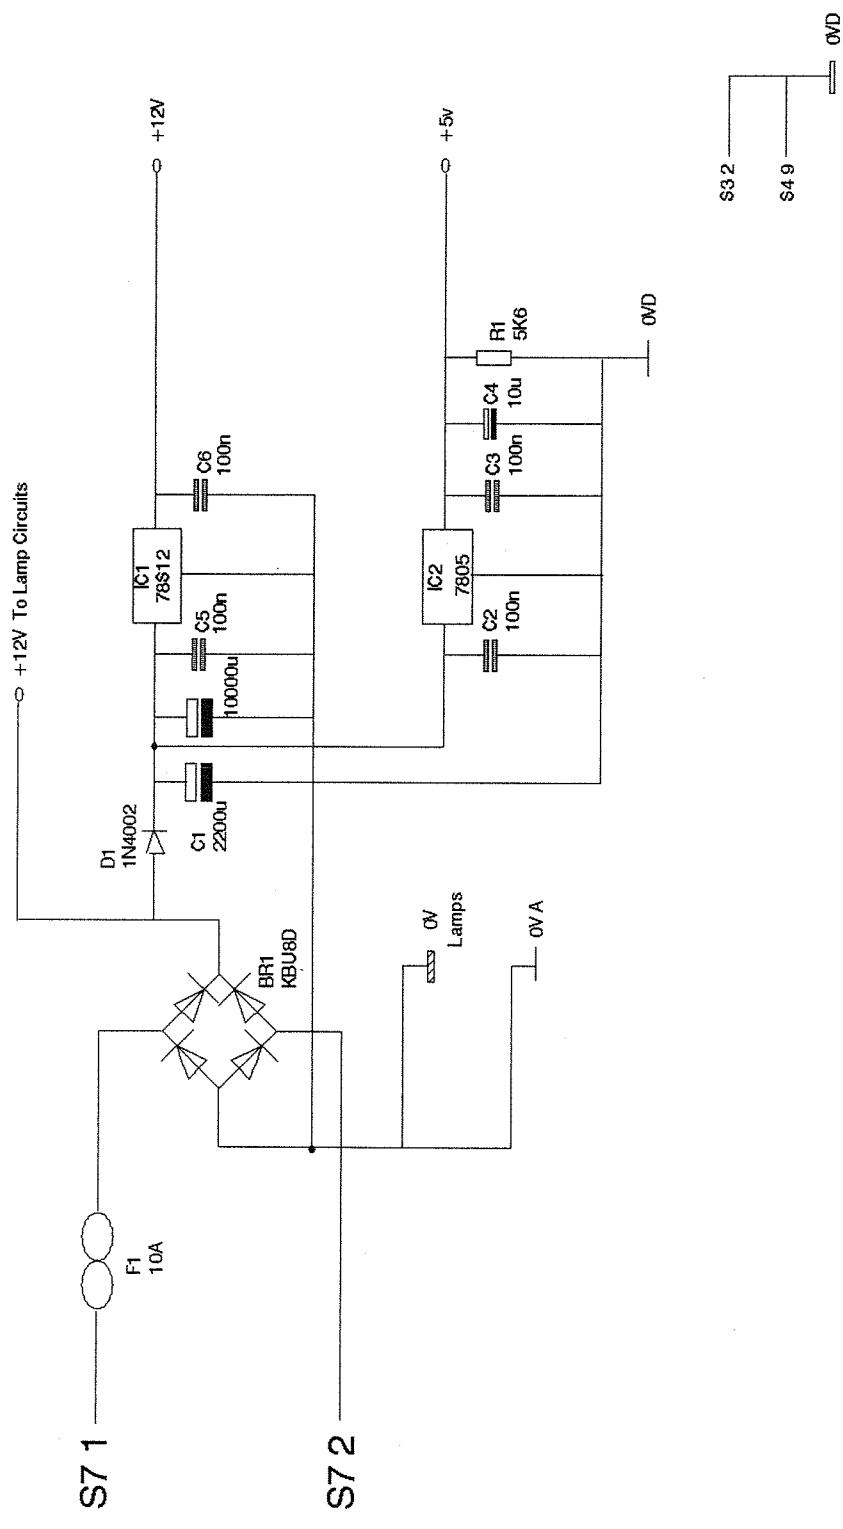 +12V To Lamp Circuits
+12V
D1
1N4002
IC1
78S12
C6
100n
C5
100n
10000u
C1
2200u
+5v
IC2
7805
R1
5K6
C4
10u
C3
100n
C2
100n
0VD
S3 2
S4 9
0VD
BR1
KBU8D
0V
Lamps
0V A
F1
10A
S7 1
S7 2